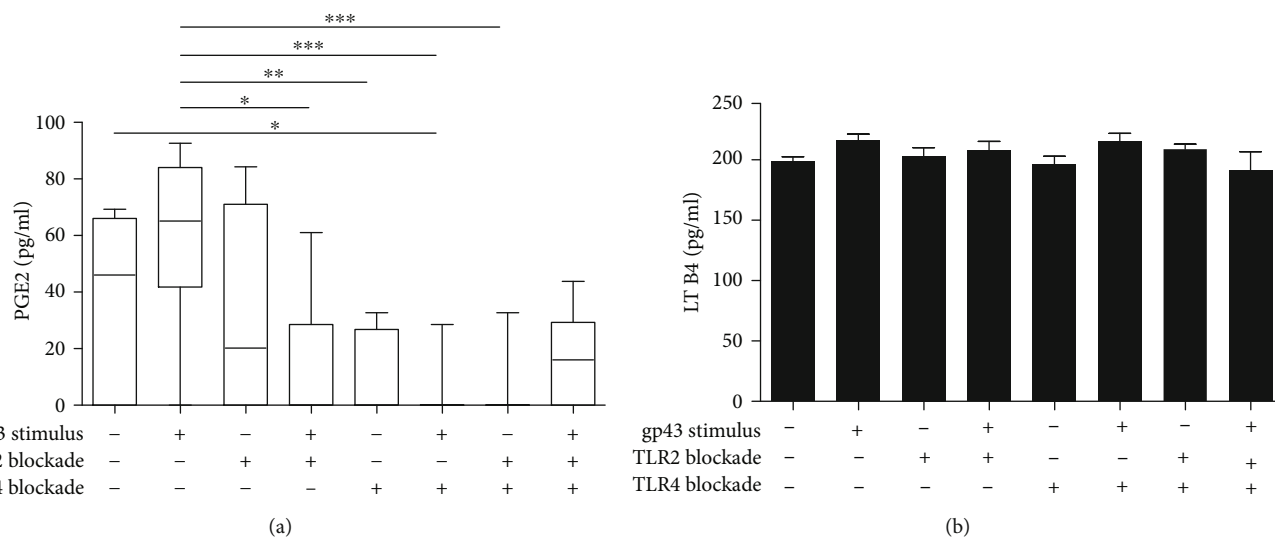 ***
***
**
*
*
100
80
60
40
20
0
PGE2 (pg/ml)
3 stimulus − + − + − + − +
2 blockade − − + + − − + +
4 blockade − − − − + + + +
(a)
250
200
150
100
50
0
LT B4 (pg/ml)
gp43 stimulus − + − + − + − +
TLR2 blockade − − + + − − + +
TLR4 blockade − − − − + + + +
(b)